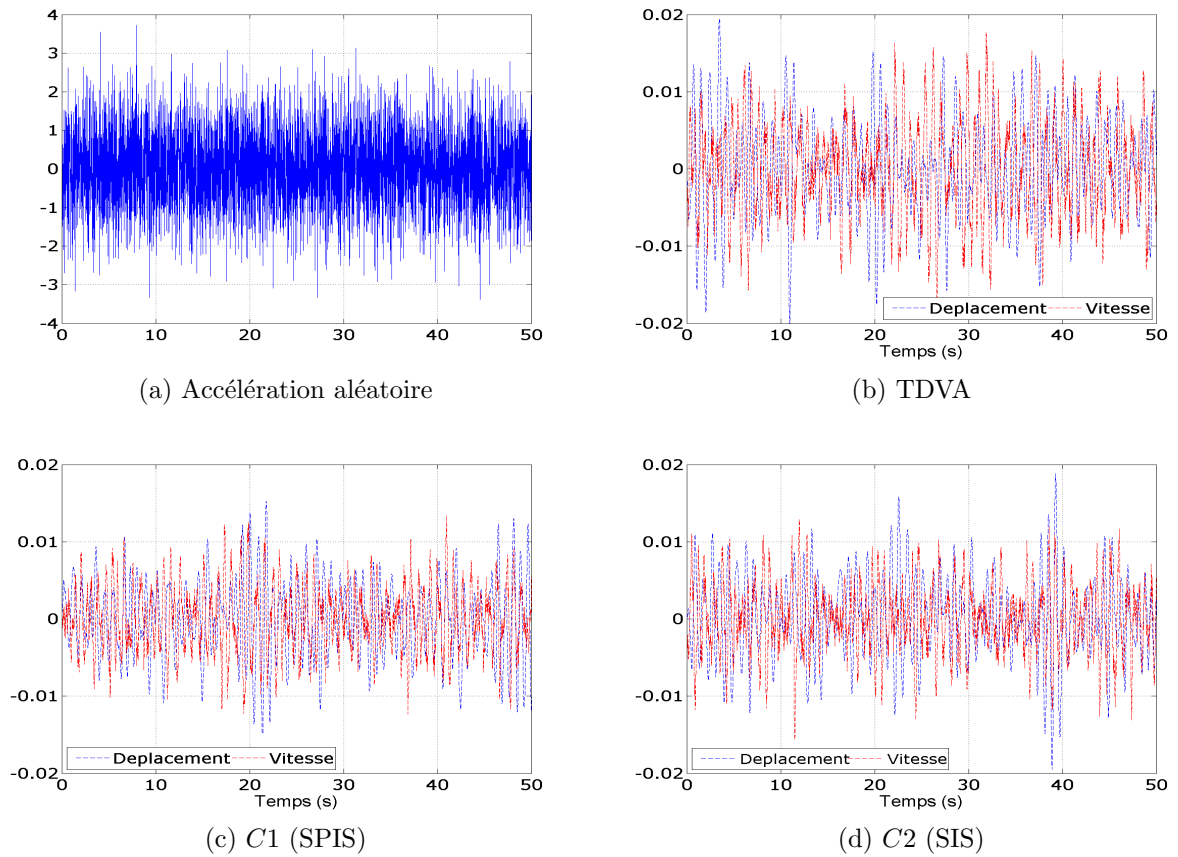 4
3
2
1
0
-1
-2
-3
-4
0 10 20 30 40 50
(a) Accélération aléatoire
0.02
0.01
0
-0.01
-0.02
Deplacement Vitesse
0 10 20 30 40 50
Temps (s)
(b) TDVA
0.02
0.01
0
-0.01
-0.02
Deplacement Vitesse
0 10 20 30 40 50
Temps (s)
(c) C1 (SPIS)
0.02
0.01
0
-0.01
-0.02
Deplacement Vitesse
0 10 20 30 40 50
Temps (s)
(d) C2 (SIS)